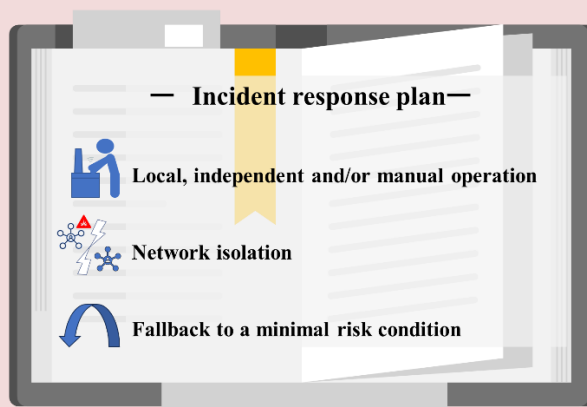 — Incident response plan—
Local, independent and/or manual operation
Network isolation
Fallback to a minimal risk condition